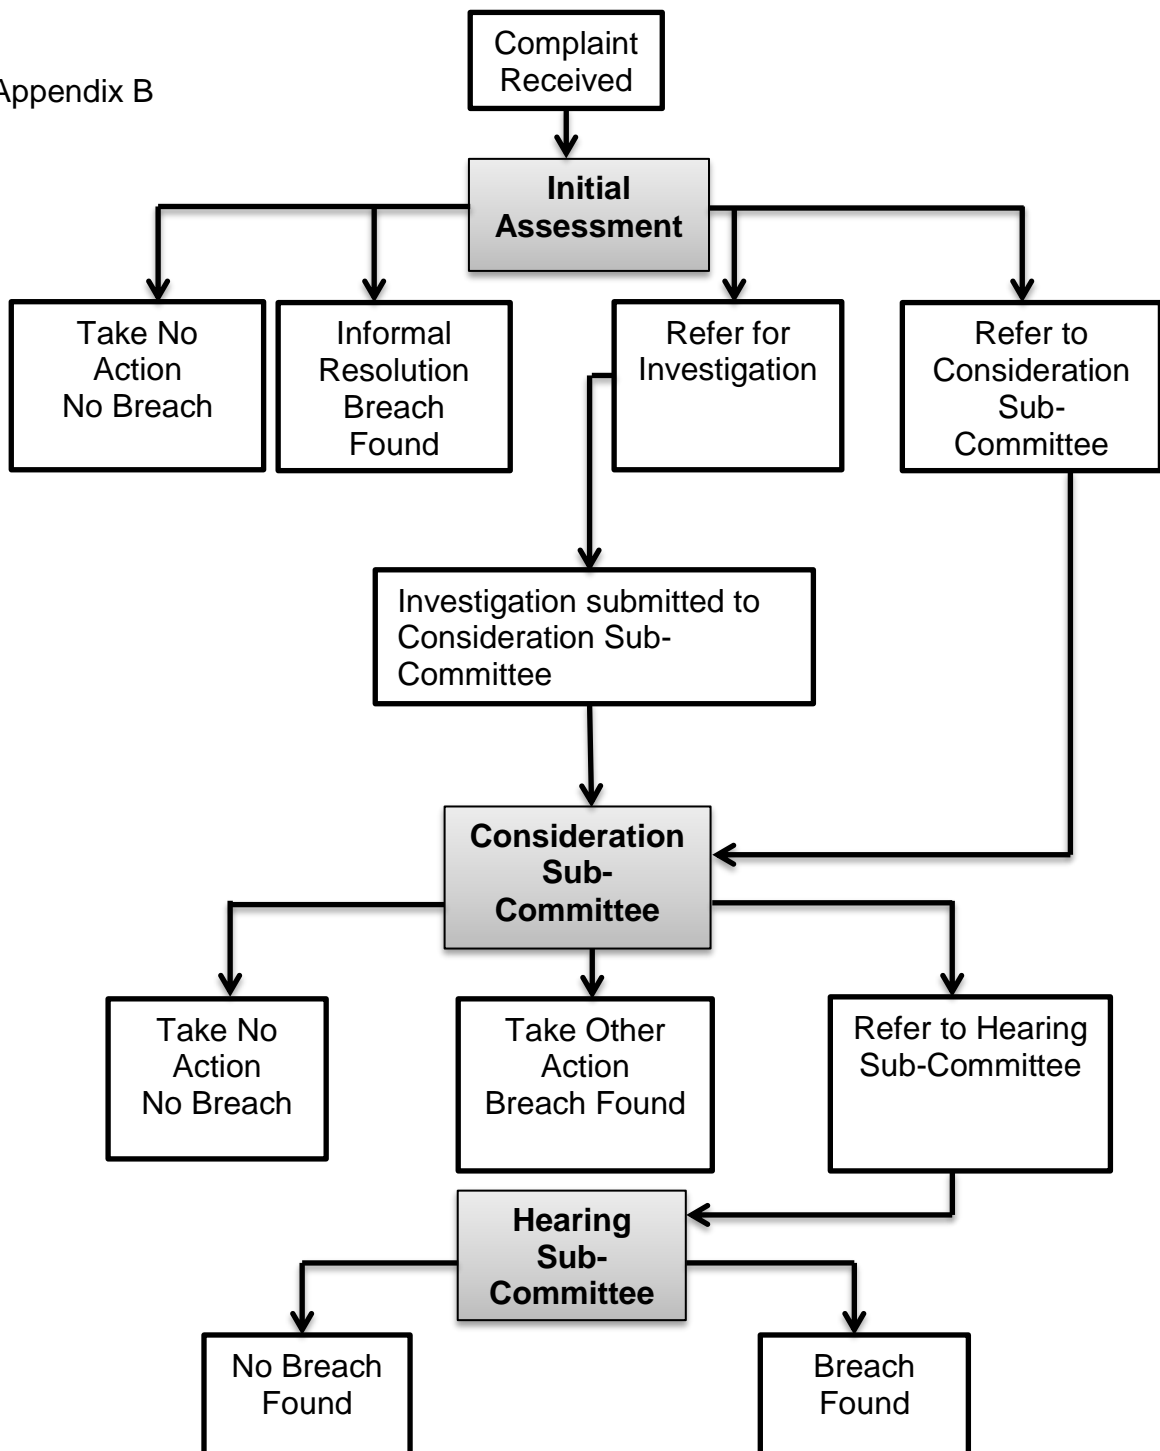 Complaint
Received
Appendix B
Initial
Assessment
Take No
Action
No Breach
Informal
Resolution
Breach
Found
Refer for
Investigation
Refer to
Consideration
Sub-
Committee
Investigation submitted to
Consideration Sub-
Committee
Consideration
Sub-
Committee
Take No
Action
No Breach
Take Other
Action
Breach Found
Refer to Hearing
Sub-Committee
Hearing
Sub-
Committee
No Breach
Found
Breach
Found